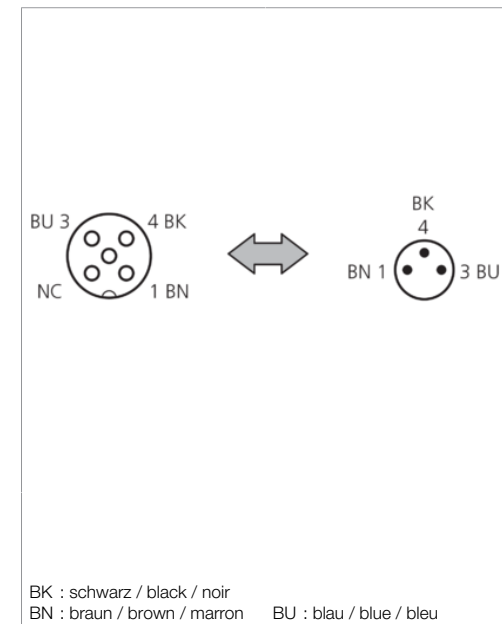 BU 3 4 BK
NC 1 BN
BK
4
BN 1 3 BU
BK : schwarz / black / noir
BN : braun / brown / marron BU : blau / blue / bleu